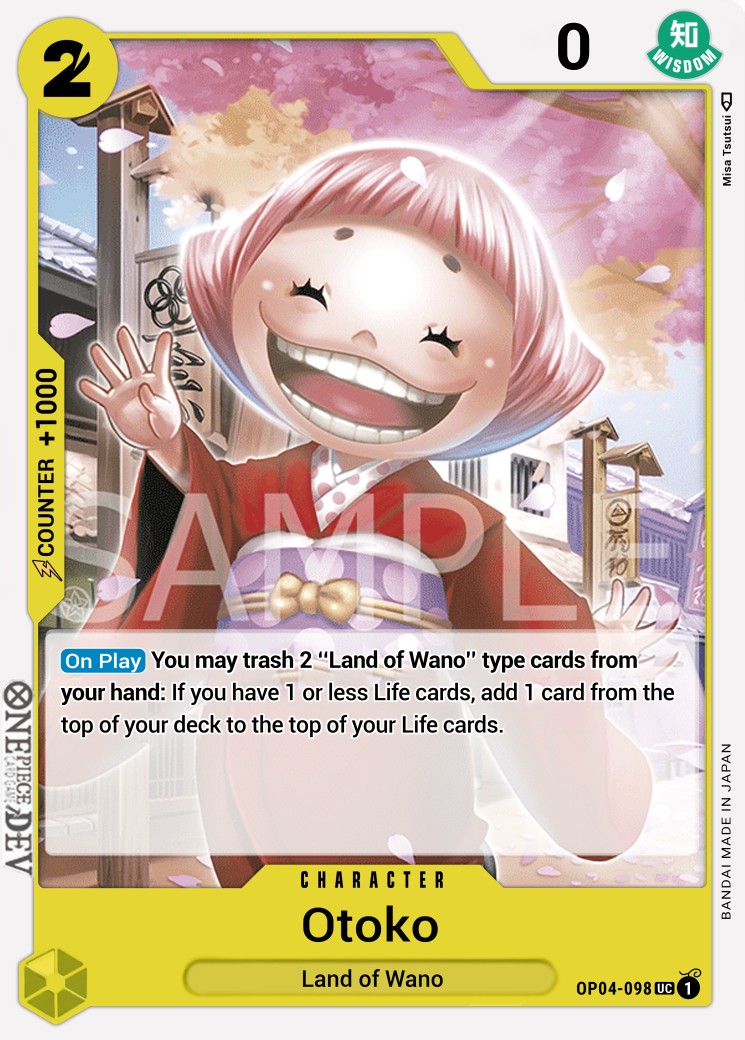 2
0
知
WISDOM
Misa Tsutsui
COUNTER +1000
SAMPLE
On Play You may trash 2 “Land of Wano” type cards from
your hand: If you have 1 or less Life cards, add 1 card from the
top of your deck to the top of your Life cards.
ONE PIECE
CARD GAME
DEV
BANDAI MADE IN JAPAN
CHARACTER
Otoko
Land of Wano
OP04-098 UC 1